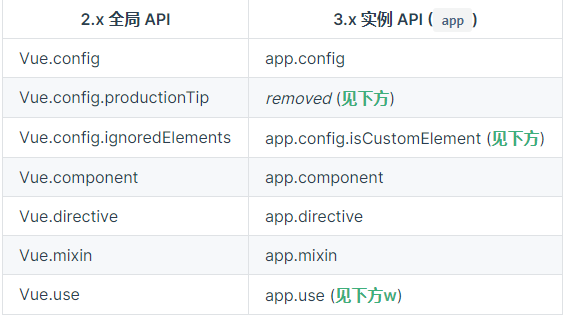 2.x 全局 API 3.x 实例 API (app)
Vue.config app.config
Vue.config.productionTip removed (见下方)
Vue.config.ignoredElements app.config.isCustomElement (见下方)
Vue.component app.component
Vue.directive app.directive
Vue.mixin app.mixin
Vue.use app.use (见下方w)